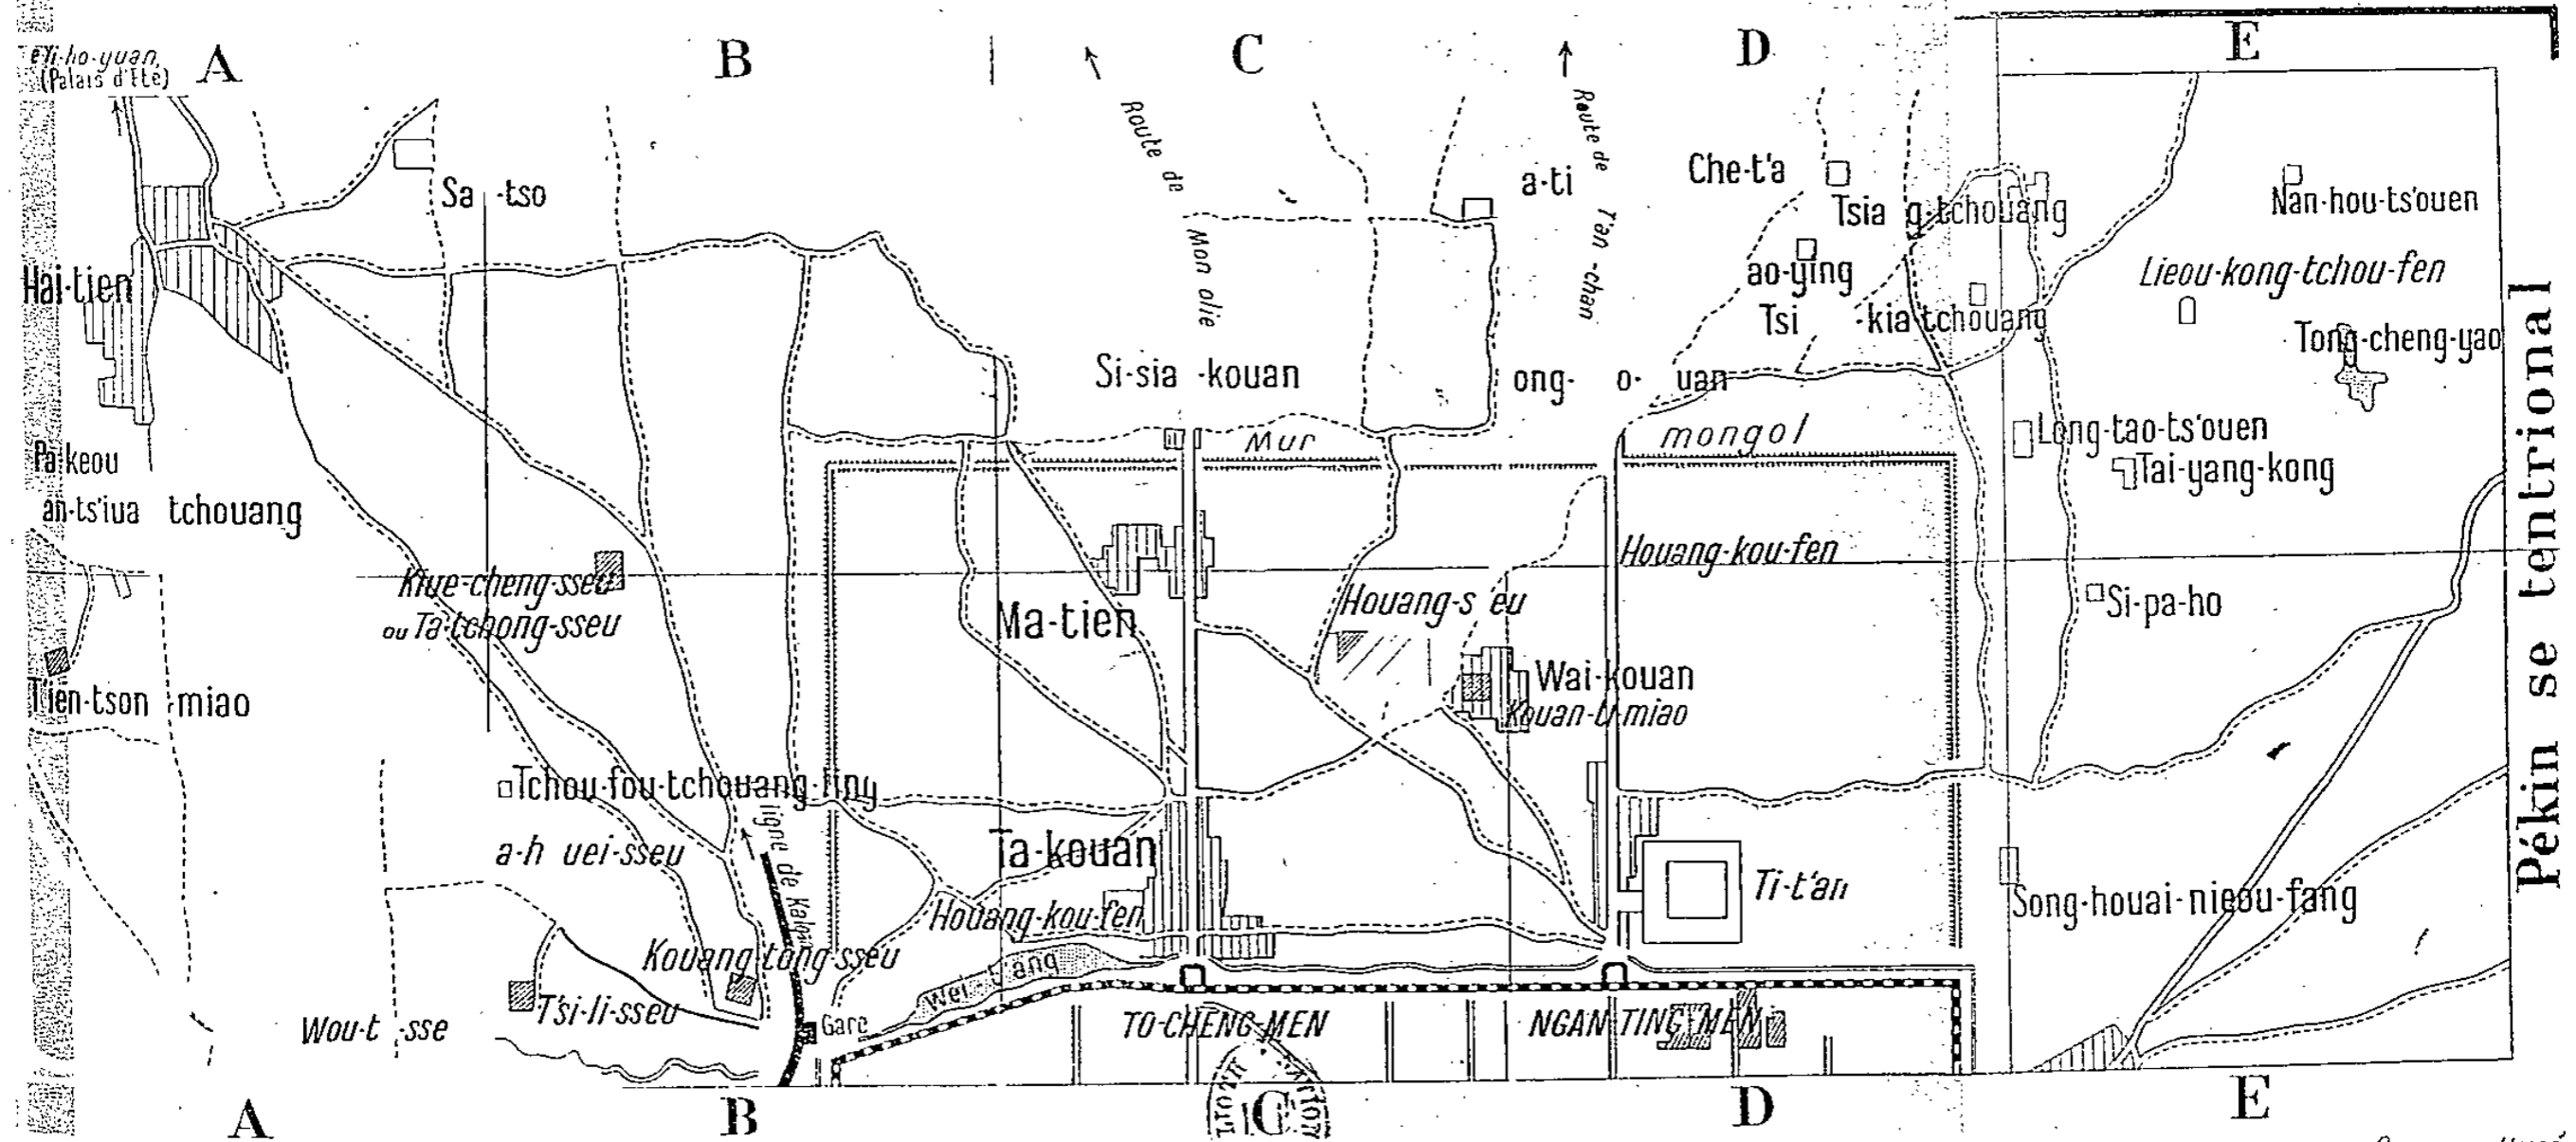 A
B
C
D
E
(Palais d'Eté)
Route de
Mon olie
Route de
T'an-chan
Sa -tso
a-ti
Che-t'a
Tsia g-tchouang
Nan-hou-ts'ouen
ao-ying
Lieou-kong-tchou-fen
Hai-tien
Tsi -kia tchouang
Tong-cheng-yao
Si-sia -kouan
ong- o- uan
Mur
mongol
Long-tao-ts'ouen
Tai-yang-kong
Pa keou
an-ts'iua tchouang
Houang-kou-fen
Kiue-cheng-sseu
ou Ta-tchong-sseu
Ma-tien
Houang-s eu
Si-pa-ho
Wai-kouan
Kouan-ti-miao
T'ien-tson -miao
Tchou-fou-tchouang-ting
ligne de Kalgan
a-h uei-sseu
Ta-kouan
Ti-t'an
Song-houai-nieou-fang
Houang-kou-fen
Kouang tong-sseu
Wei-t'ang
T'si-li-sseu
Gare
Wou-t -sse
TO-CHENG-MEN
NGAN TING MEN
Pékin se tentrional
A
B
C
D
E